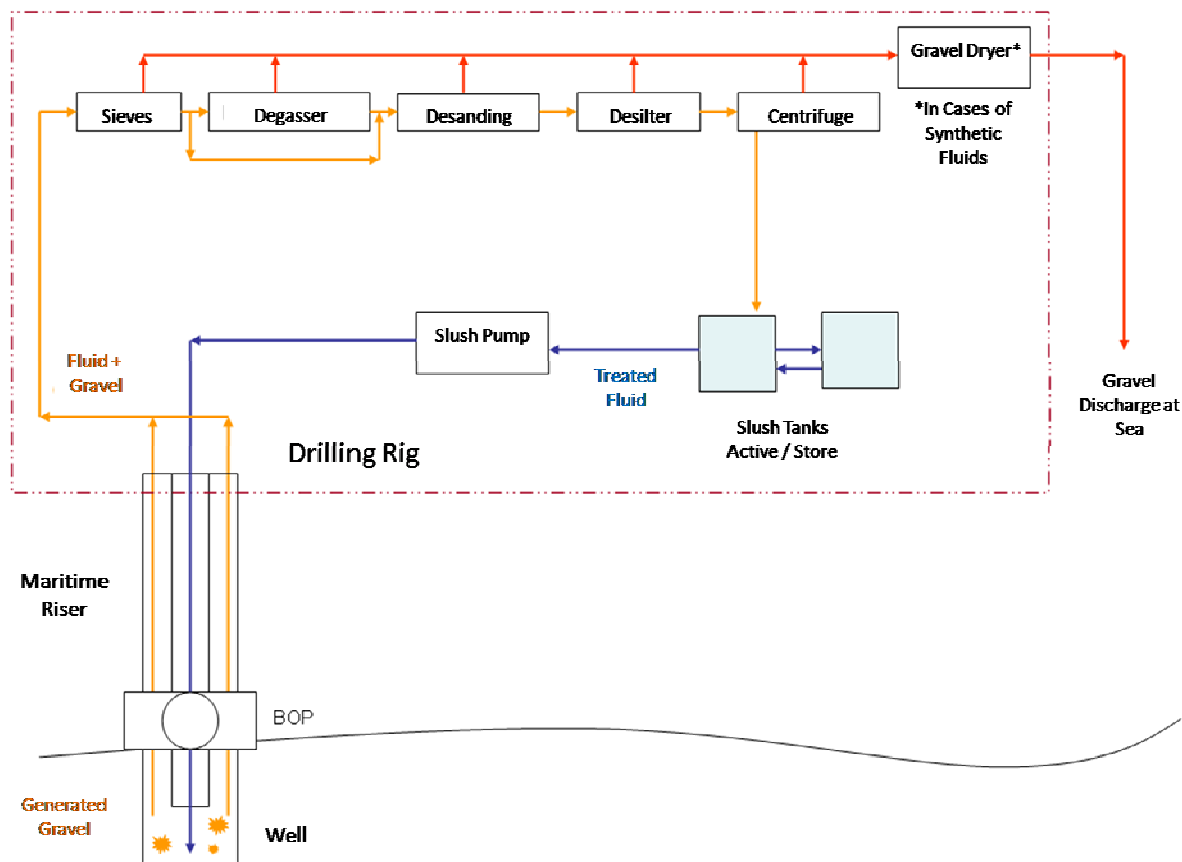 Gravel Dryer*
Sieves
Degasser
Desanding
Desilter
Centrifuge
*In Cases of
Synthetic
Fluids
Slush Pump
Fluid +
Gravel
Treated
Fluid
Gravel
Discharge at
Sea
Slush Tanks
Active / Store
Drilling Rig
Maritime
Riser
BOP
Generated
Gravel
Well